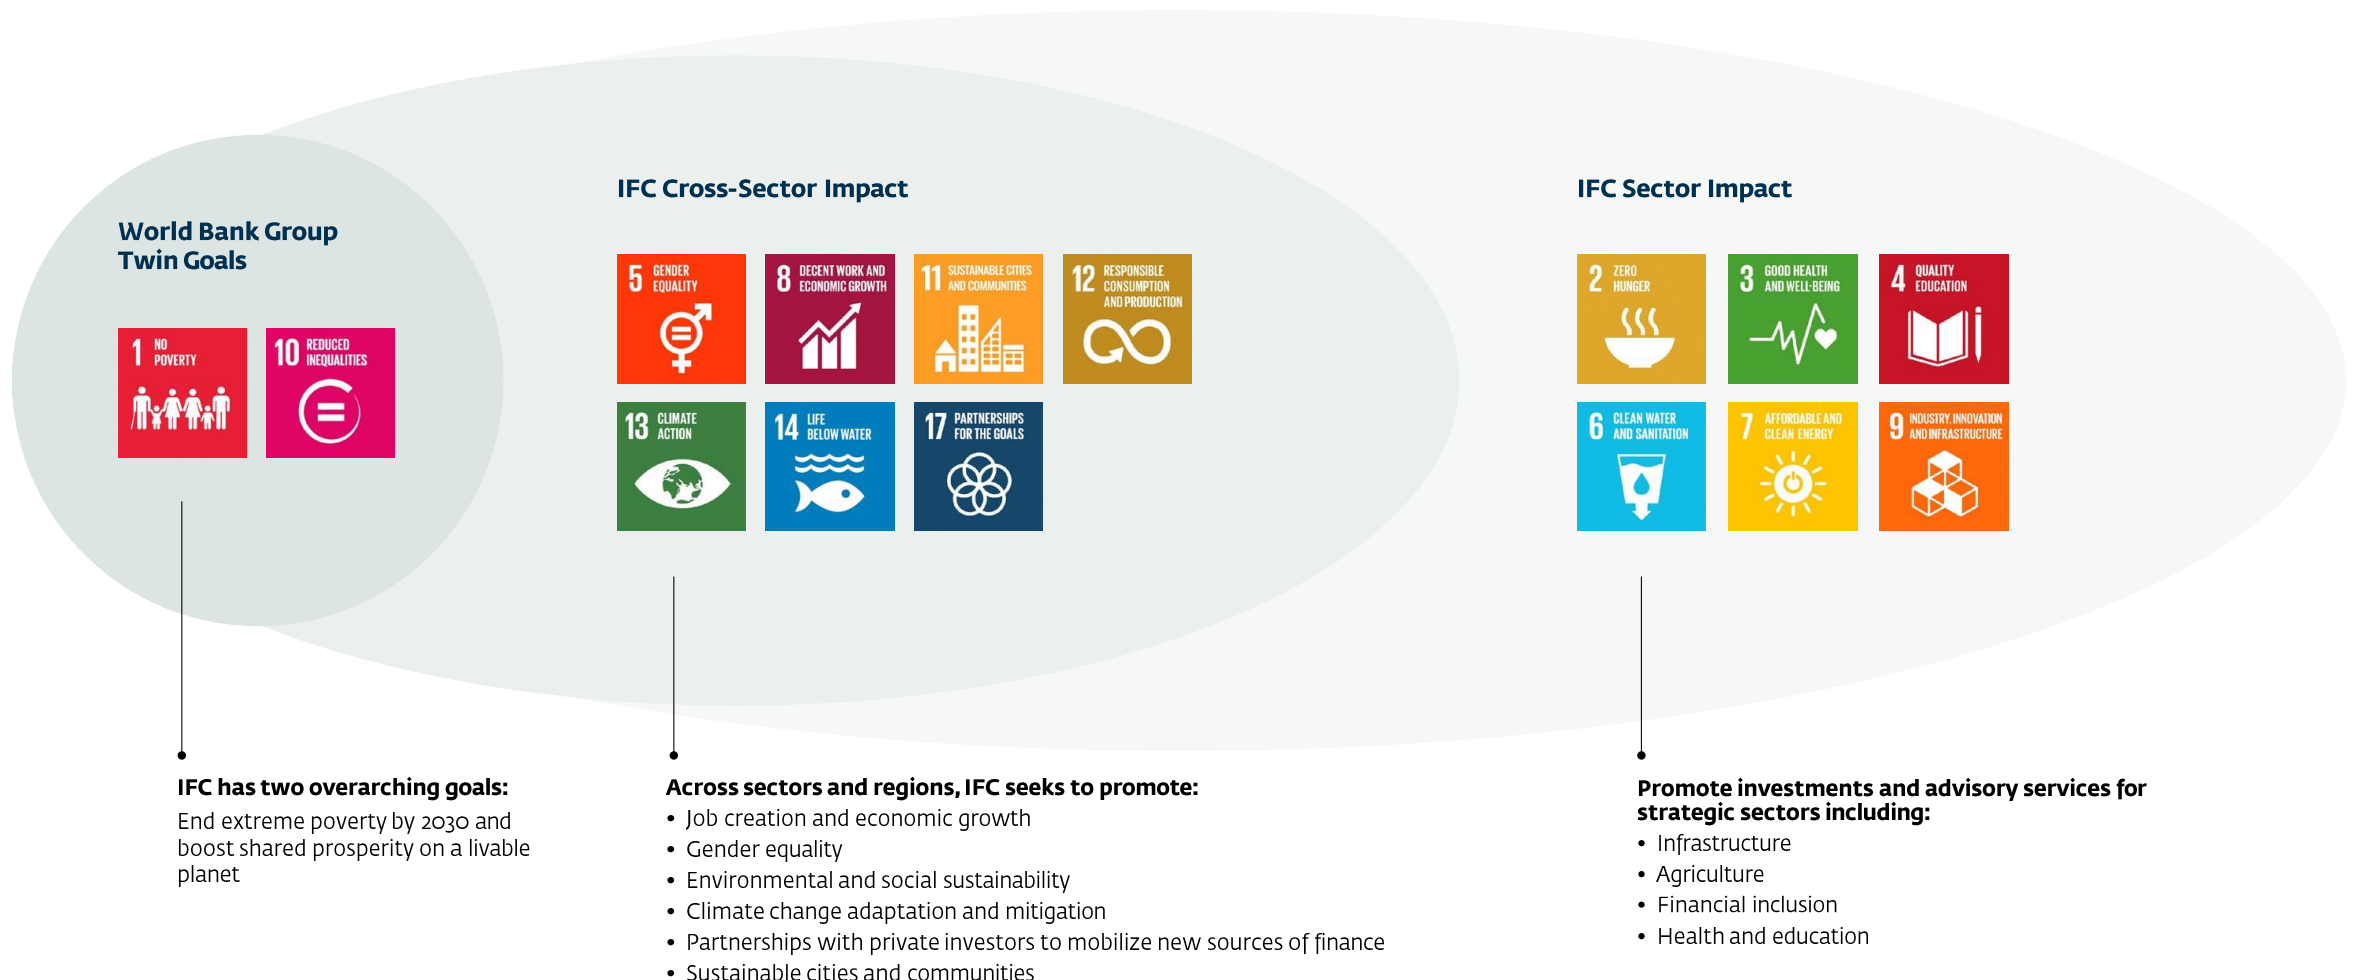 World Bank Group
Twin Goals
1 NO
POVERTY
10 REDUCED
INEQUALITIES
IFC has two overarching goals:
End extreme poverty by 2030 and
boost shared prosperity on a livable
planet
IFC Cross-Sector Impact
5 GENDER
EQUALITY
8 DECENT WORK AND
ECONOMIC GROWTH
11 SUSTAINABLE CITIES
AND COMMUNITIES
12 RESPONSIBLE
CONSUMPTION
AND PRODUCTION
13 CLIMATE
ACTION
14 LIFE
BELOW WATER
17 PARTNERSHIPS
FOR THE GOALS
Across sectors and regions, IFC seeks to promote:
• Job creation and economic growth
• Gender equality
• Environmental and social sustainability
• Climate change adaptation and mitigation
• Partnerships with private investors to mobilize new sources of finance
• Sustainable cities and communities
IFC Sector Impact
2 ZERO
HUNGER
3 GOOD HEALTH
AND WELL-BEING
4 QUALITY
EDUCATION
6 CLEAN WATER
AND SANITATION
7 AFFORDABLE AND
CLEAN ENERGY
9 INDUSTRY, INNOVATION
AND INFRASTRUCTURE
Promote investments and advisory services for
strategic sectors including:
• Infrastructure
• Agriculture
• Financial inclusion
• Health and education